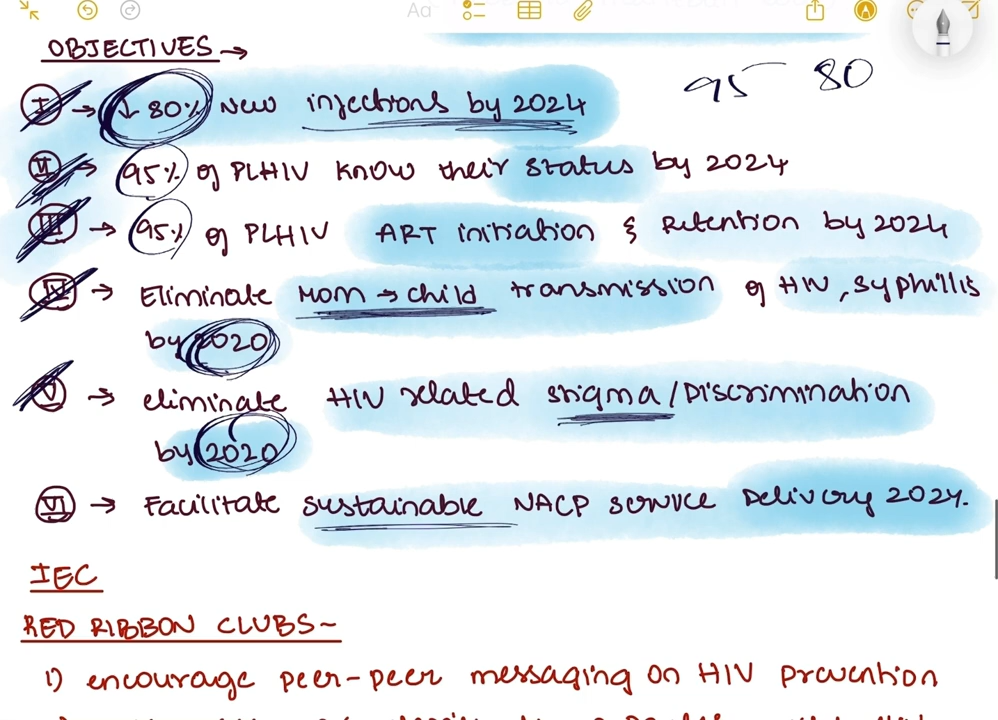 Aa
OBJECTIVES →
95 80
I → ↓ 80% New injections by 2024
II → 95% of PLHIV know their status by 2024
III → 95% of PLHIV ART initiation & Retention by 2024
IV → Eliminate Mom → child transmission of HIV, syphillis
by 2020
V → eliminate HIV related stigma/Discrimination
by 2020
VI → Facilitate sustainable NACP service Delivery 2024.
IEC
RED RIBBON CLUBS~
1) encourage peer-peer messaging on HIV prevention